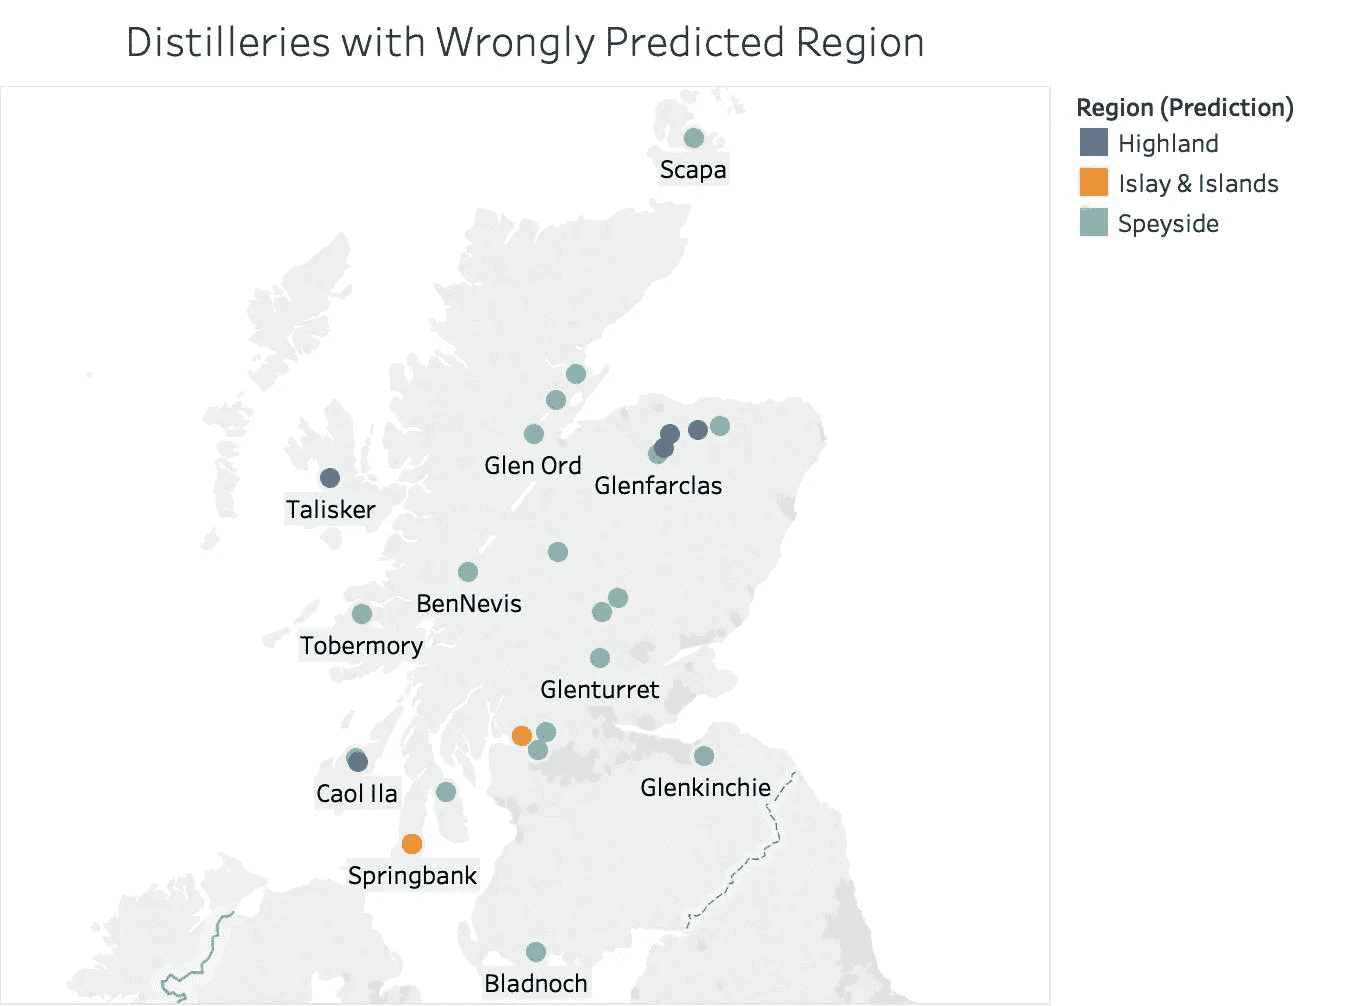 Distilleries with Wrongly Predicted Region
Region (Prediction)
Highland
Islay & Islands
Speyside
Scapa
Glen Ord
Glenfarclas
Talisker
BenNevis
Tobermory
Glenturret
Caol Ila
Glenkinchie
Springbank
Bladnoch